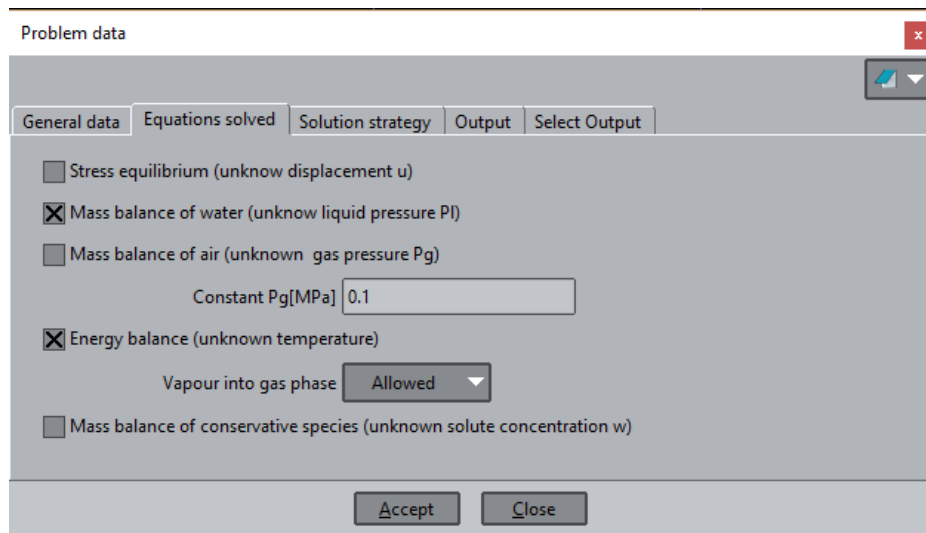 Problem data
x
General data Equations solved Solution strategy Output Select Output
Stress equilibrium (unknow displacement u)
Mass balance of water (unknow liquid pressure Pl)
Mass balance of air (unknown gas pressure Pg)
Constant Pg[MPa] 0.1
Energy balance (unknown temperature)
Vapour into gas phase Allowed
Mass balance of conservative species (unknown solute concentration w)
Accept Close